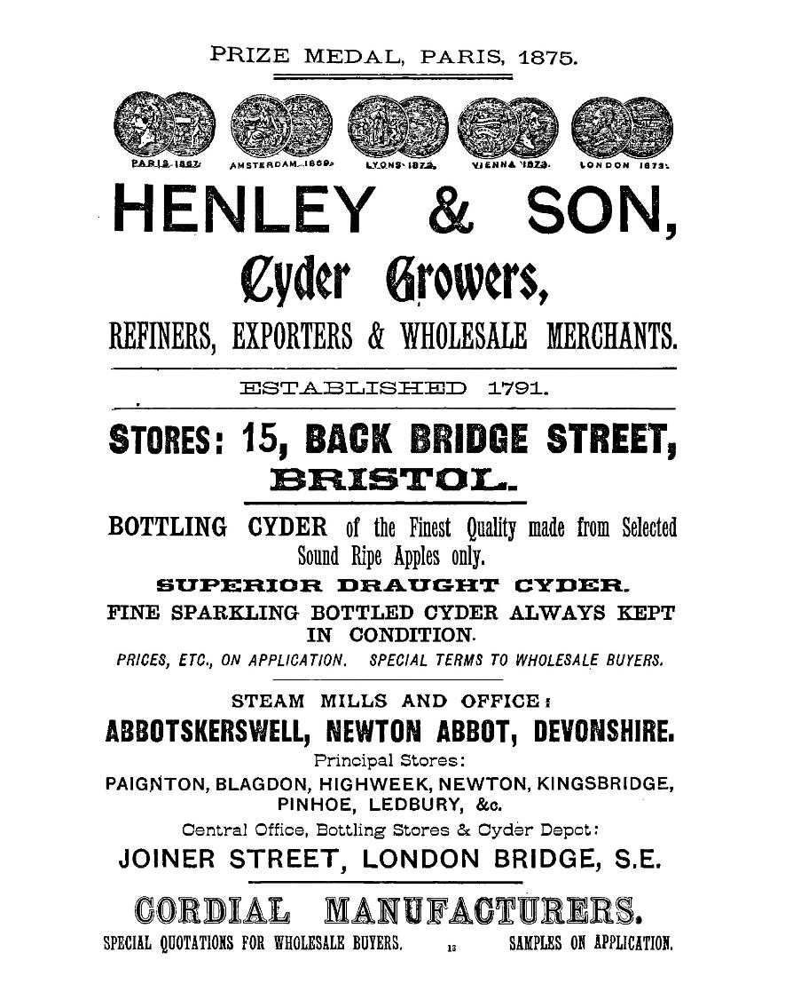 PRIZE MEDAL, PARIS, 1875.
PARIS 1867. AMSTERDAM 1869. LYONS 1872. VIENNA 1873. LONDON 1873.
HENLEY & SON,
Cyder Growers,
REFINERS, EXPORTERS & WHOLESALE MERCHANTS.
ESTABLISHED 1791.
STORES: 15, BACK BRIDGE STREET,
BRISTOL.
BOTTLING CYDER of the Finest Quality made from Selected
Sound Ripe Apples only.
SUPERIOR DRAUGHT CYDER.
FINE SPARKLING BOTTLED CYDER ALWAYS KEPT
IN CONDITION.
PRICES, ETC., ON APPLICATION. SPECIAL TERMS TO WHOLESALE BUYERS.
STEAM MILLS AND OFFICE:
ABBOTSKERSWELL, NEWTON ABBOT, DEVONSHIRE.
Principal Stores:
PAIGNTON, BLAGDON, HIGHWEEK, NEWTON, KINGSBRIDGE,
PINHOE, LEDBURY, &c.
Central Office, Bottling Stores & Cyder Depot:
JOINER STREET, LONDON BRIDGE, S.E.
CORDIAL MANUFACTURERS.
SPECIAL QUOTATIONS FOR WHOLESALE BUYERS. 13 SAMPLES ON APPLICATION.